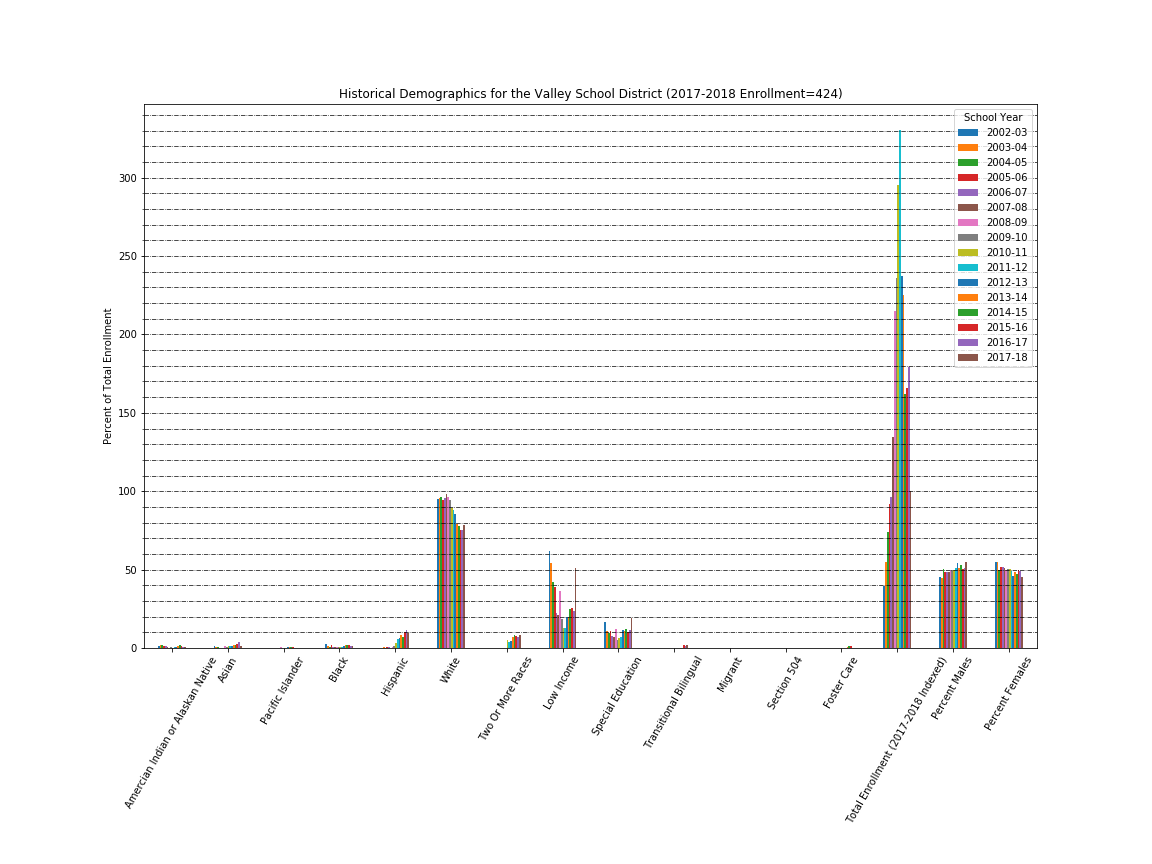 Historical Demographics for the Valley School District (2017-2018 Enrollment=424)
Percent of Total Enrollment
300
250
200
150
100
50
0
School Year
2002-03
2003-04
2004-05
2005-06
2006-07
2007-08
2008-09
2009-10
2010-11
2011-12
2012-13
2013-14
2014-15
2015-16
2016-17
2017-18
Amercian Indian or Alaskan Native
Asian
Pacific Islander
Black
Hispanic
White
Two Or More Races
Low Income
Special Education
Transitional Bilingual
Migrant
Section 504
Foster Care
Total Enrollment (2017-2018 Indexed)
Percent Males
Percent Females